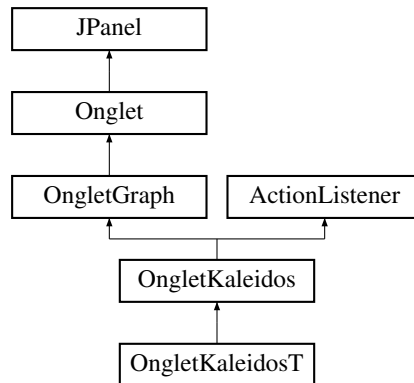 JPanel
Onglet
OngletGraph
ActionListener
OngletKaleidos
OngletKaleidosT